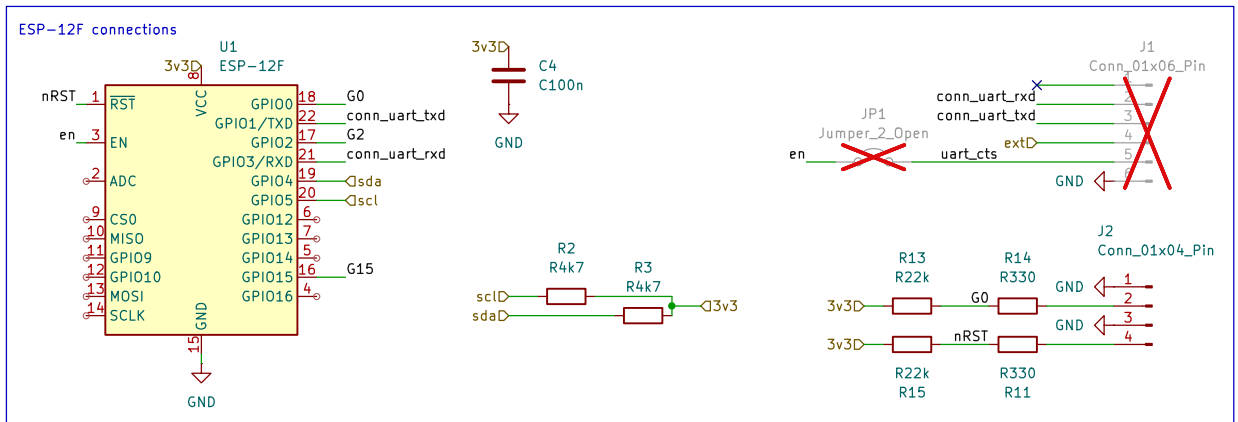 ESP-12F connections
U1
ESP-12F
3v3
8
VCC
nRST
1
RST
GPIO0
18
G0
GPIO1/TXD
22
conn_uart_txd
en
3
EN
GPIO2
17
G2
GPIO3/RXD
21
conn_uart_rxd
2
ADC
GPIO4
19
sda
GPIO5
20
scl
9
CS0
GPIO12
6
10
MISO
GPIO13
7
11
GPIO9
GPIO14
5
12
GPIO10
GPIO15
16
G15
13
MOSI
GPIO16
4
14
SCLK
GND
15
GND
3v3
C4
C100n
GND
R2
R4k7
R3
R4k7
scl
sda
3v3
J1
Conn_01x06_Pin
1
conn_uart_rxd
2
conn_uart_txd
3
JP1
Jumper_2_Open
ext
4
en
uart_cts
5
GND
6
J2
Conn_01x04_Pin
R13
R22k
R14
R330
GND
1
3v3
G0
2
GND
3
3v3
nRST
4
R22k
R15
R330
R11